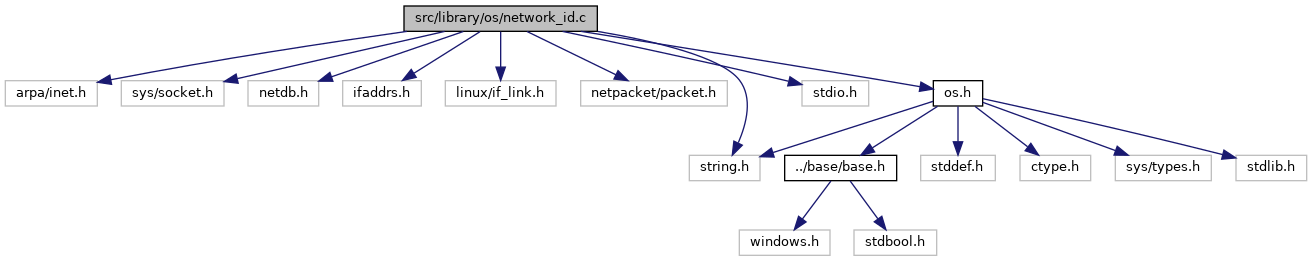 src/library/os/network_id.c
arpa/inet.h
sys/socket.h
netdb.h
ifaddrs.h
linux/if_link.h
netpacket/packet.h
stdio.h
os.h
string.h
../base/base.h
stddef.h
ctype.h
sys/types.h
stdlib.h
windows.h
stdbool.h